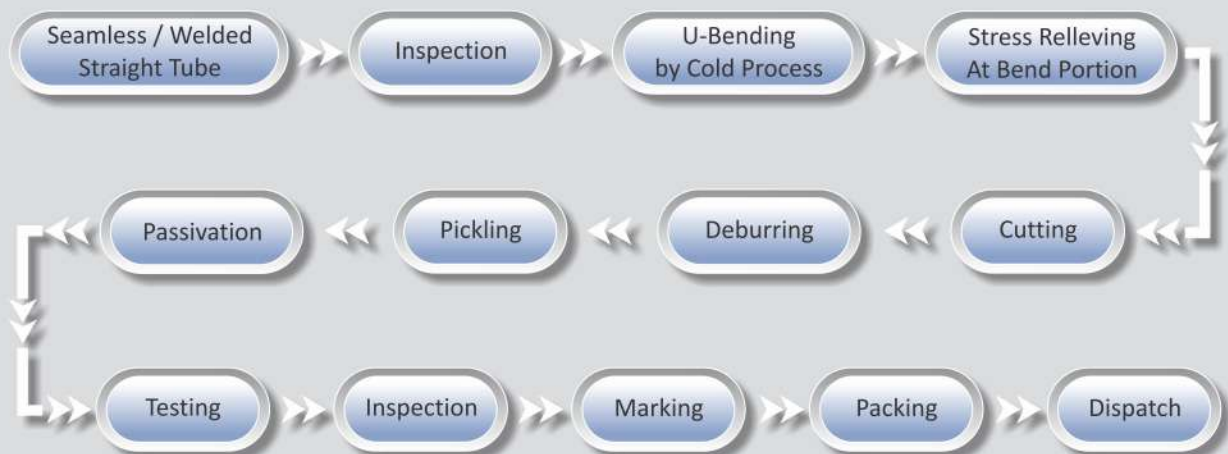 Seamless / Welded
Straight Tube
Inspection
U-Bending
by Cold Process
Stress Relleving
At Bend Portion
Cutting
Deburring
Pickling
Passivation
Testing
Inspection
Marking
Packing
Dispatch